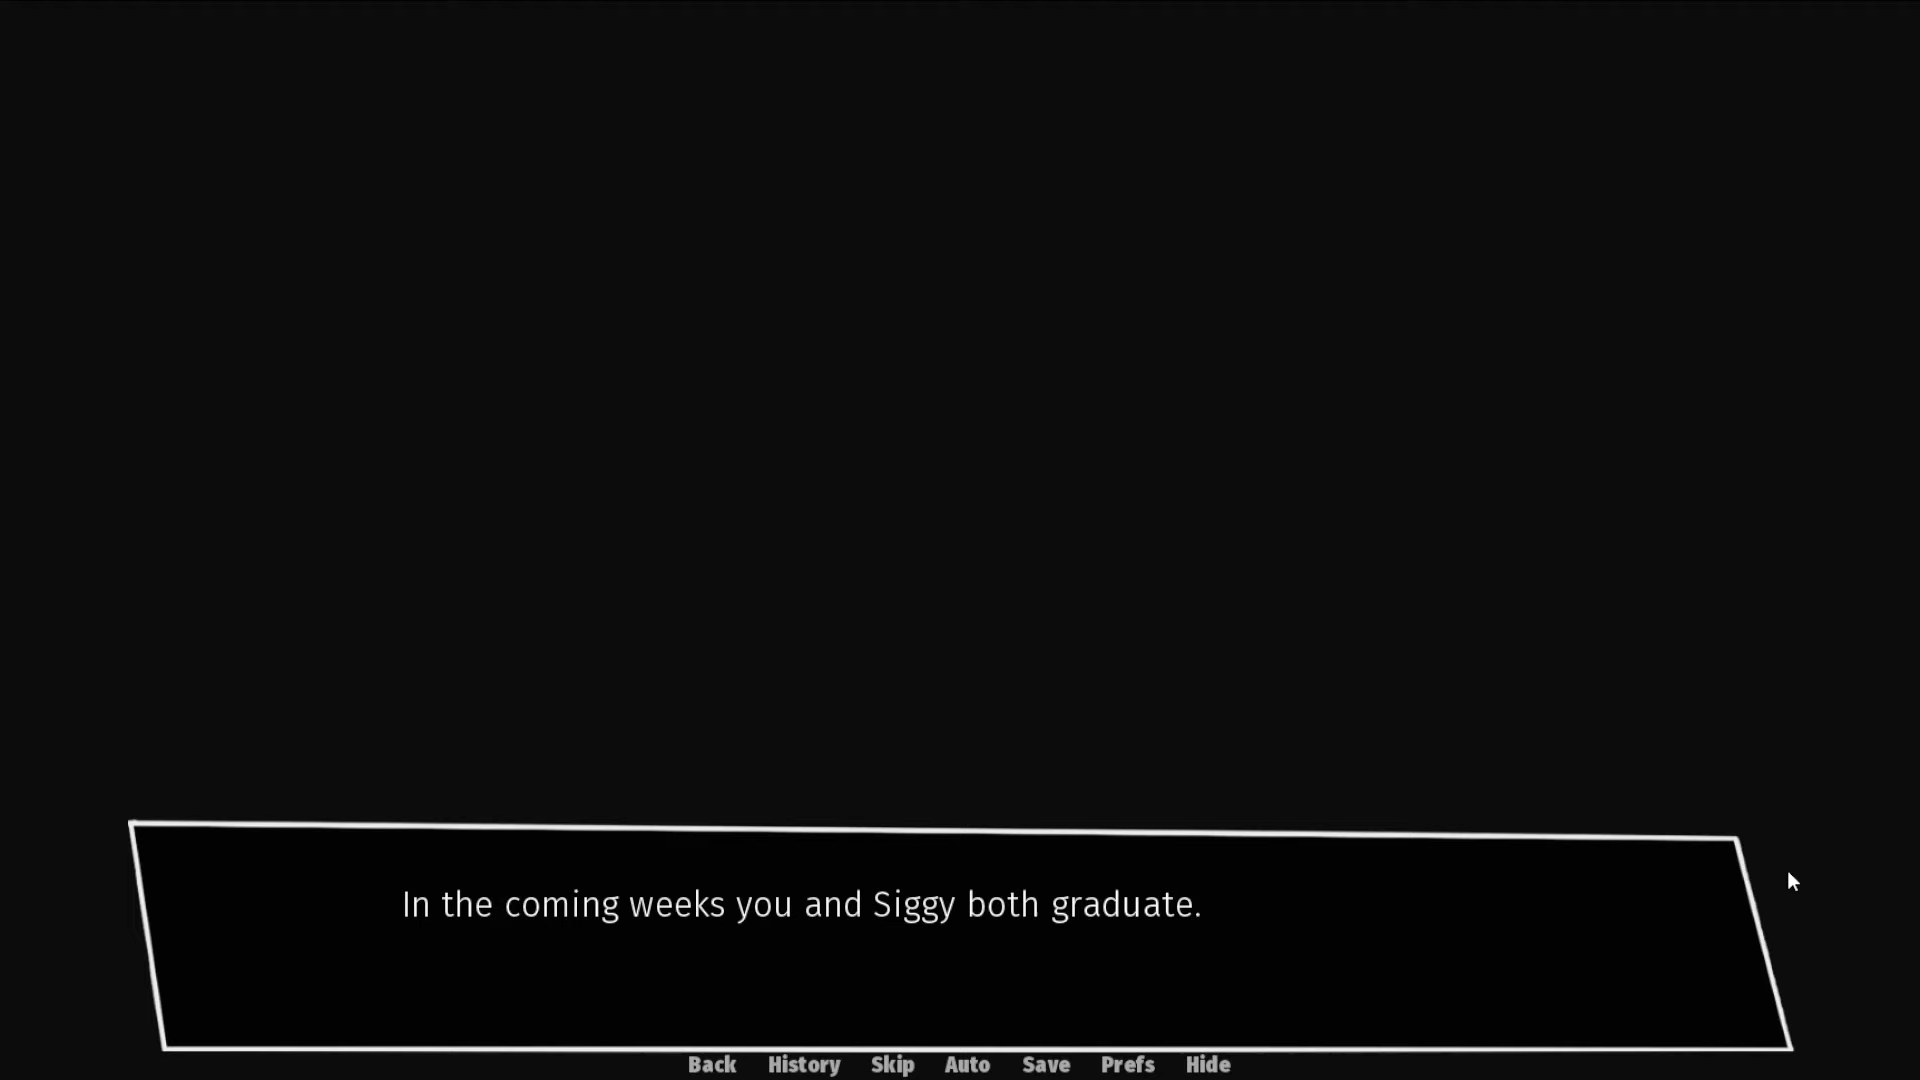 In the coming weeks you and Siggy both graduate.
Back History Skip Auto Save Prefs Hide